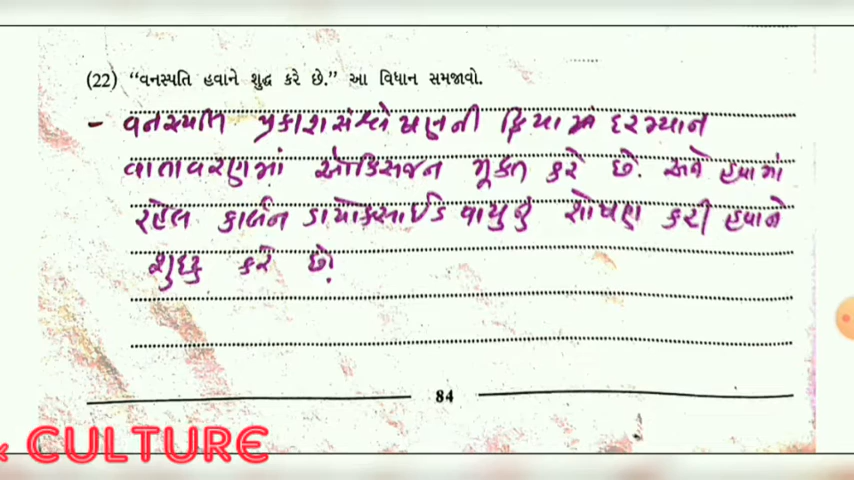 (22) “વનસ્પતિ હવાને શુદ્ધ કરે છે.” આ વિધાન સમજાવો.
– વનસ્પતિ પ્રકાશસંશ્લેષણની ક્રિયા દરમ્યાન
વાતાવરણમાં ઓક્સિજન મૂક્ત કરે છે. અને હવામાં
રહેલ કાર્બન ડાયોક્સાઈડ વાયુનું શોષણ કરી હવાને
શુદ્ધ કરે છે.
84
CULTURE